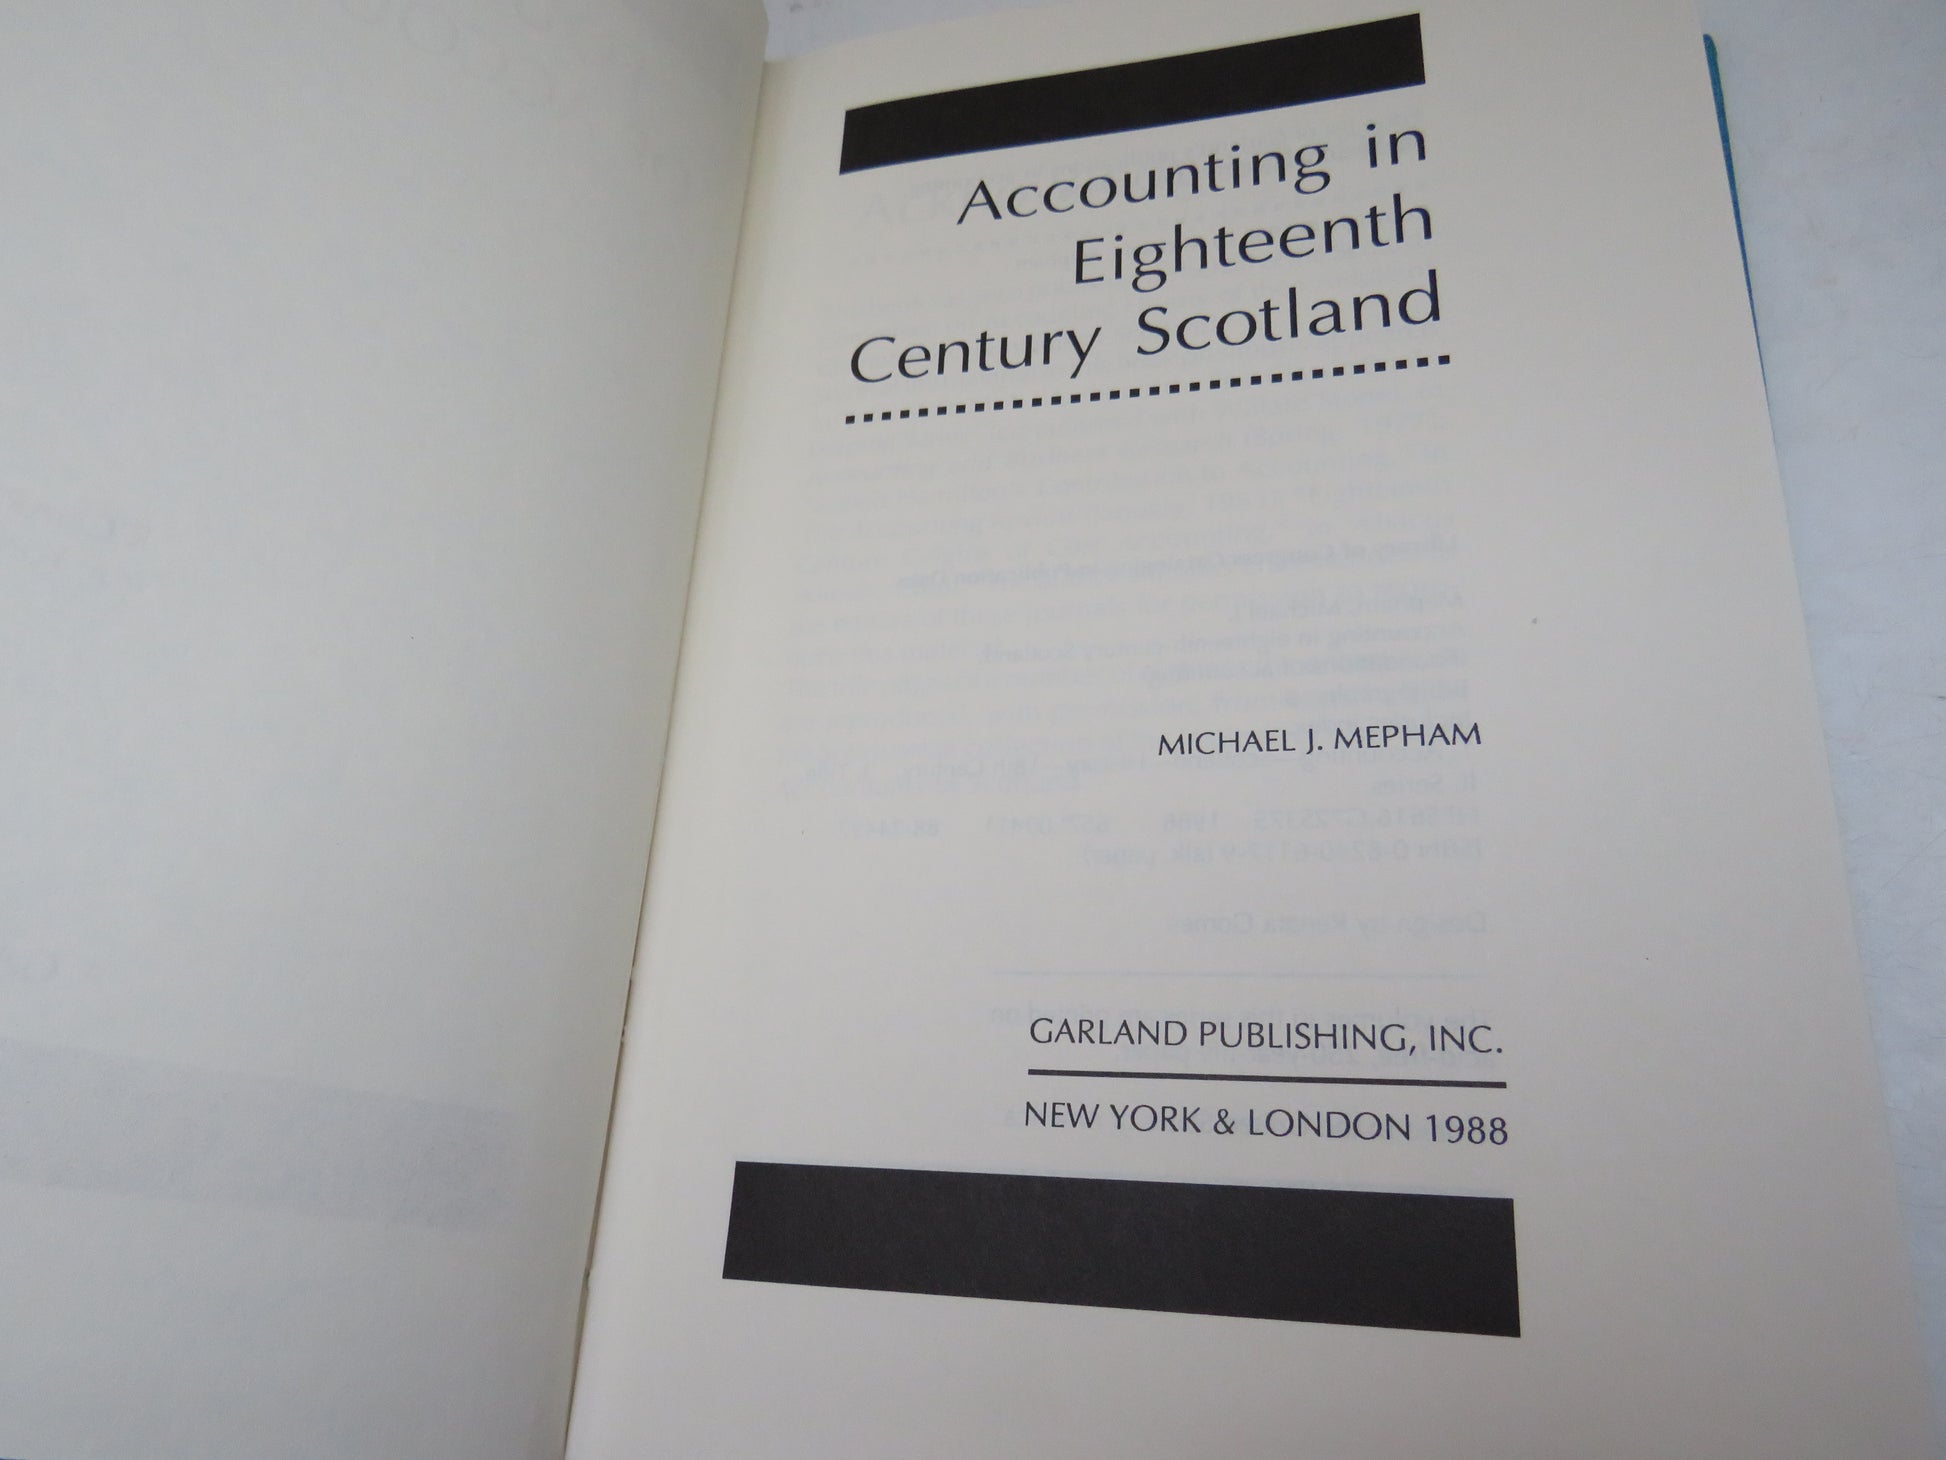 Accounting in
Eighteenth
Century Scotland
MICHAEL J. MEPHAM
GARLAND PUBLISHING, INC.
NEW YORK & LONDON 1988